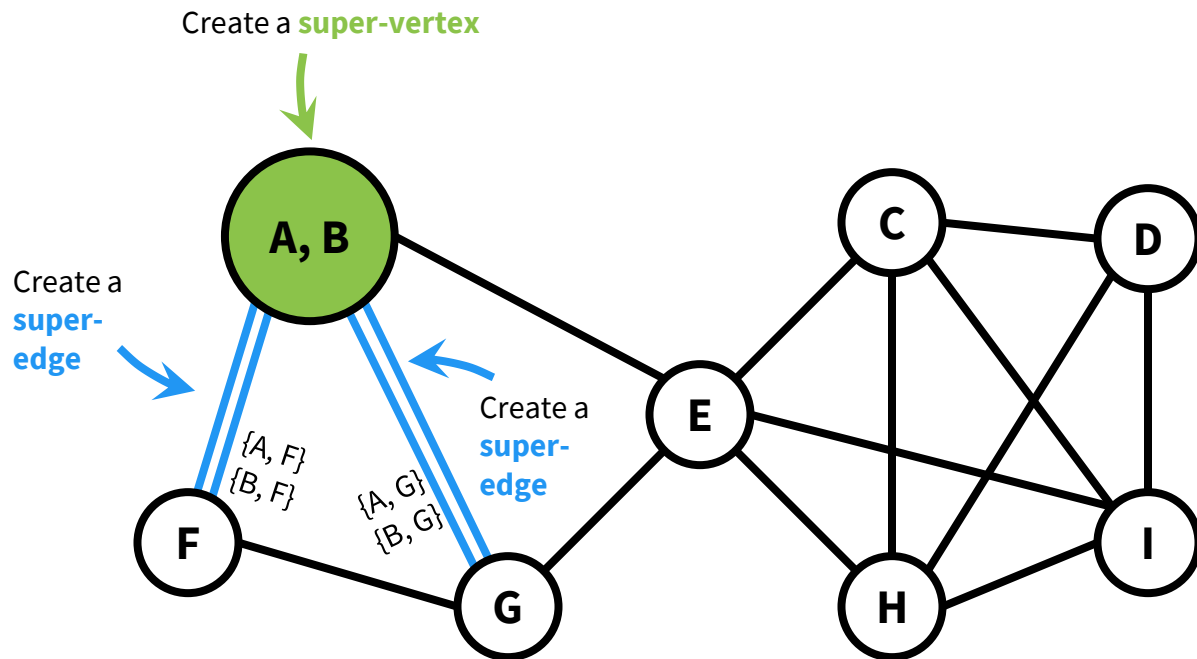 Create a super-vertex
A, B
C
D
Create a
super-
edge
E
Create a
super-
edge
{A, F}
{B, F}
{A, G}
{B, G}
F
G
H
I